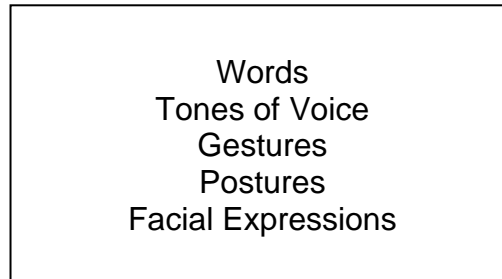 Words
Tones of Voice
Gestures
Postures
Facial Expressions